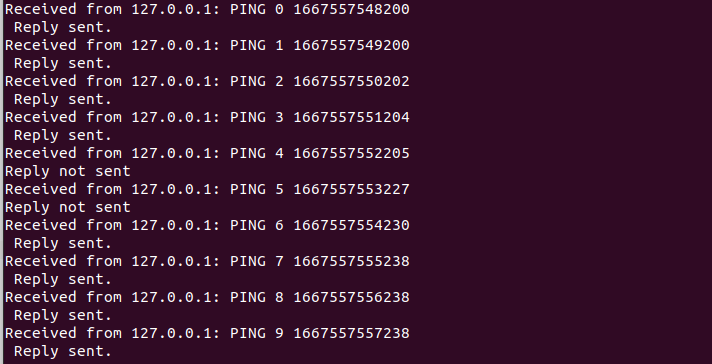 Received from 127.0.0.1: PING 0 1667557548200
 Reply sent.
Received from 127.0.0.1: PING 1 1667557549200
 Reply sent.
Received from 127.0.0.1: PING 2 1667557550202
 Reply sent.
Received from 127.0.0.1: PING 3 1667557551204
 Reply sent.
Received from 127.0.0.1: PING 4 1667557552205
Reply not sent
Received from 127.0.0.1: PING 5 1667557553227
Reply not sent
Received from 127.0.0.1: PING 6 1667557554230
 Reply sent.
Received from 127.0.0.1: PING 7 1667557555238
 Reply sent.
Received from 127.0.0.1: PING 8 1667557556238
 Reply sent.
Received from 127.0.0.1: PING 9 1667557557238
 Reply sent.